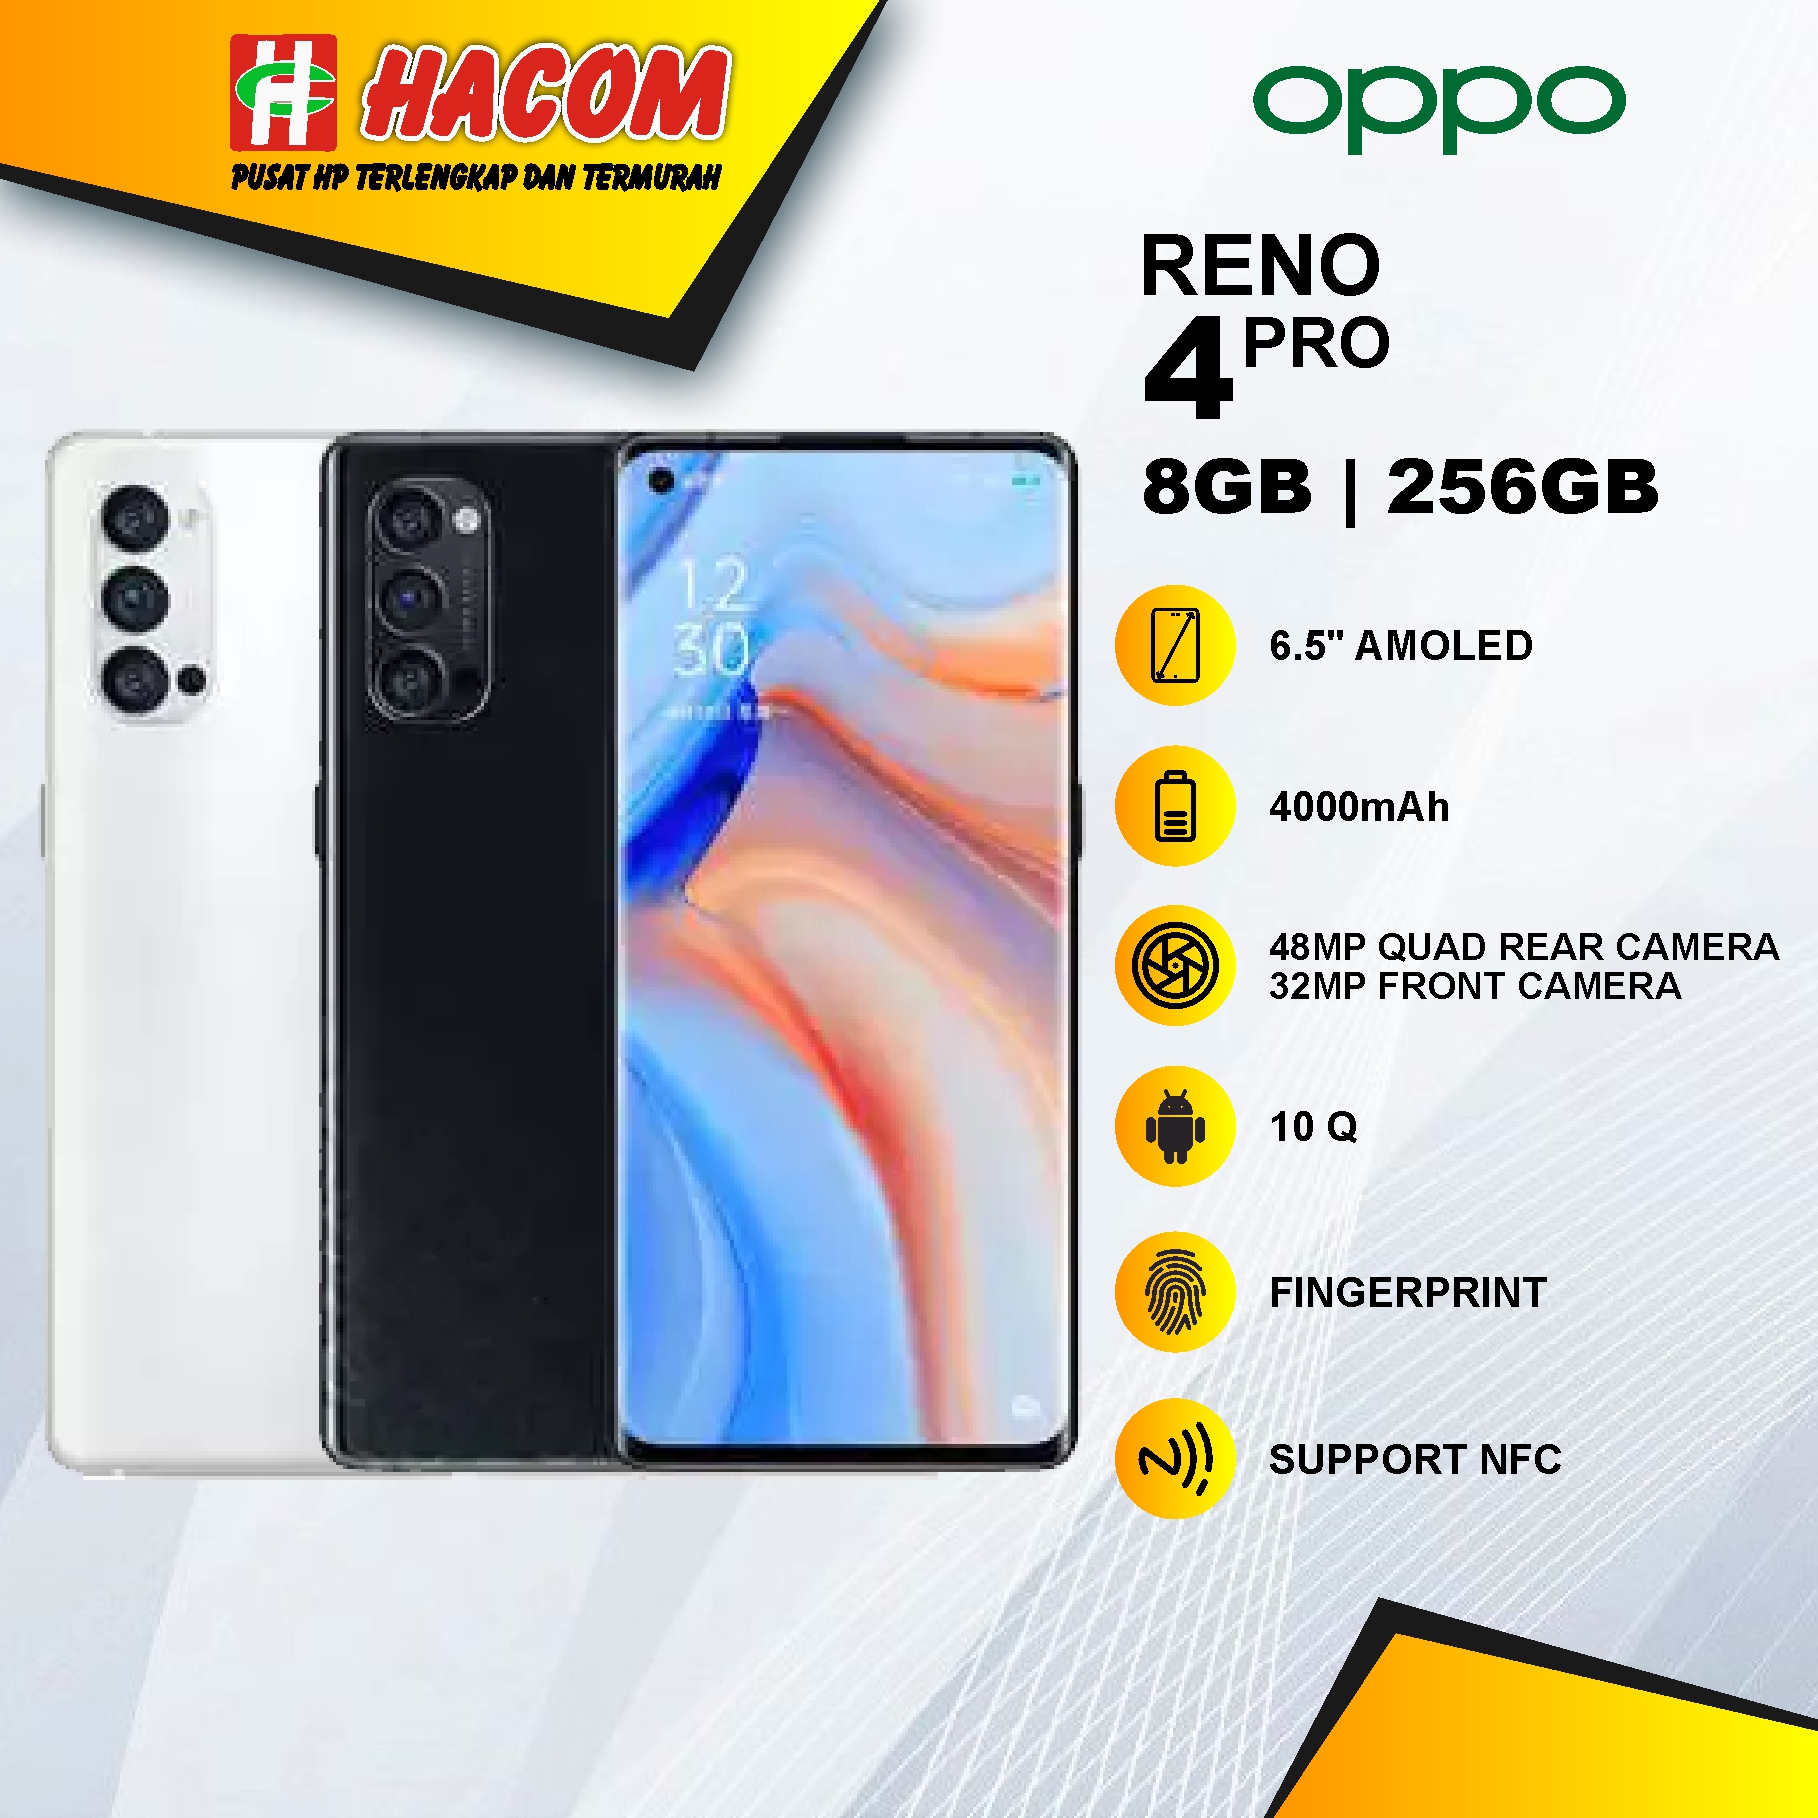 HACOM
PUSAT HP TERLENGKAP DAN TERMURAH
oppo
RENO
4 PRO
8GB | 256GB
12
30
6.5" AMOLED
4000mAh
48MP QUAD REAR CAMERA
32MP FRONT CAMERA
10 Q
FINGERPRINT
SUPPORT NFC